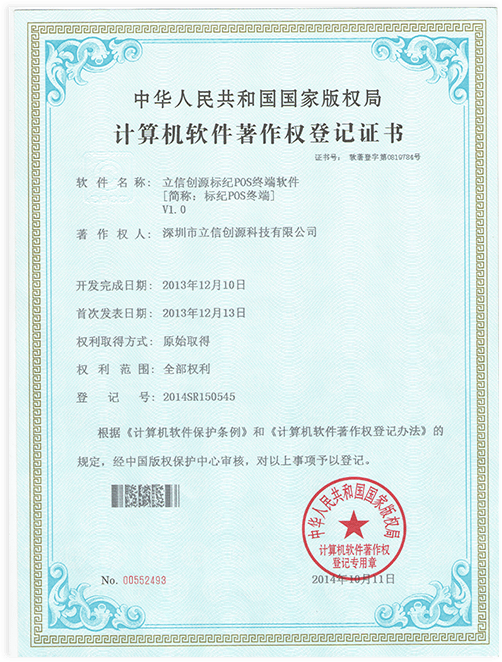 中华人民共和国国家版权局
计算机软件著作权登记证书
证书号： 软著登字第0819784号
软件名称： 立信创源标纪POS终端软件
[简称：标纪POS终端]
V1.0
著作权人： 深圳市立信创源科技有限公司
开发完成日期： 2013年12月10日
首次发表日期： 2013年12月13日
权利取得方式： 原始取得
权利范围： 全部权利
登记号： 2014SR150545
根据《计算机软件保护条例》和《计算机软件著作权登记办法》的
规定，经中国版权保护中心审核，对以上事项予以登记。
中华人民共和国国家版权局
计算机软件著作权
登记专用章
No. 00552493
2014年10月11日